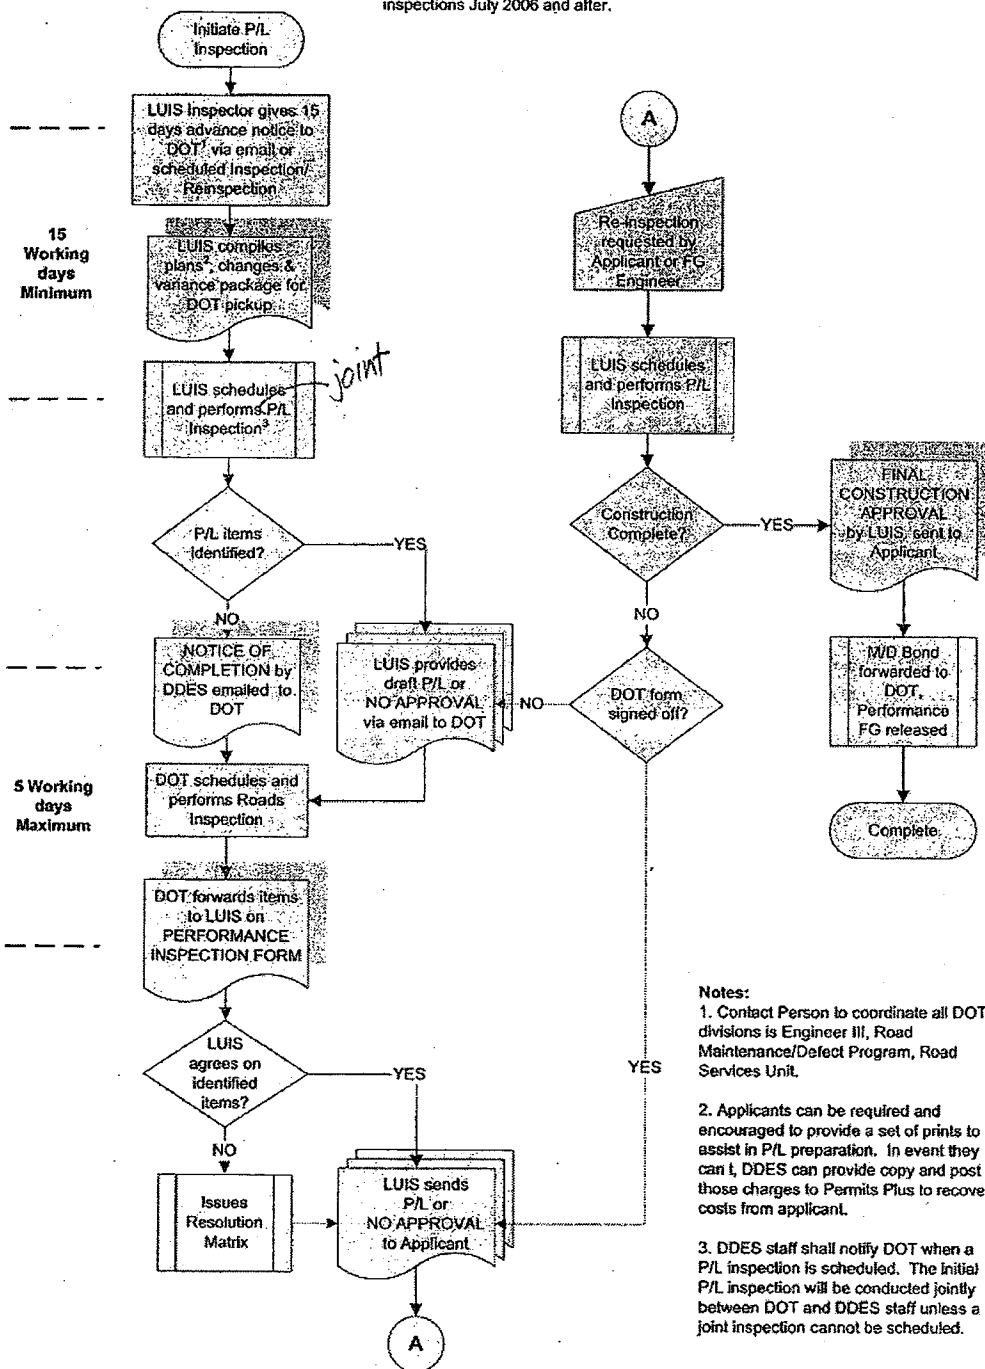 inspections July 2006 and after.
Initiate P/L
Inspection
LUIS Inspector gives 15
days advance notice to
DOT¹ via email or
scheduled Inspection/
Reinspection
15
Working
days
Minimum
LUIS compiles
plans², changes &
variance package for
DOT pickup
LUIS schedules
and performs P/L
Inspection³
joint
P/L items
identified?
YES
NO
NOTICE OF
COMPLETION by
DDES emailed to
DOT
LUIS provides
draft P/L or
NO APPROVAL
via email to DOT
5 Working
days
Maximum
DOT schedules and
performs Roads
Inspection
DOT forwards items
to LUIS on
PERFORMANCE
INSPECTION FORM
LUIS
agrees on
identified
items?
YES
NO
Issues
Resolution
Matrix
LUIS sends
P/L or
NO APPROVAL
to Applicant
A
A
Re-inspection
requested by
Applicant or FG
Engineer
LUIS schedules
and performs P/L
Inspection
Construction
Complete?
YES
NO
DOT form
signed off?
NO
YES
FINAL
CONSTRUCTION
APPROVAL
by LUIS, sent to
Applicant
M/D Bond
forwarded to
DOT,
Performance
FG released
Complete
Notes:
1. Contact Person to coordinate all DOT
divisions is Engineer III, Road
Maintenance/Defect Program, Road
Services Unit.
2. Applicants can be required and
encouraged to provide a set of prints to
assist in P/L preparation. In event they
can t, DDES can provide copy and post
those charges to Permits Plus to recove
costs from applicant.
3. DDES staff shall notify DOT when a
P/L inspection is scheduled. The initial
P/L inspection will be conducted jointly
between DOT and DDES staff unless a
joint inspection cannot be scheduled.